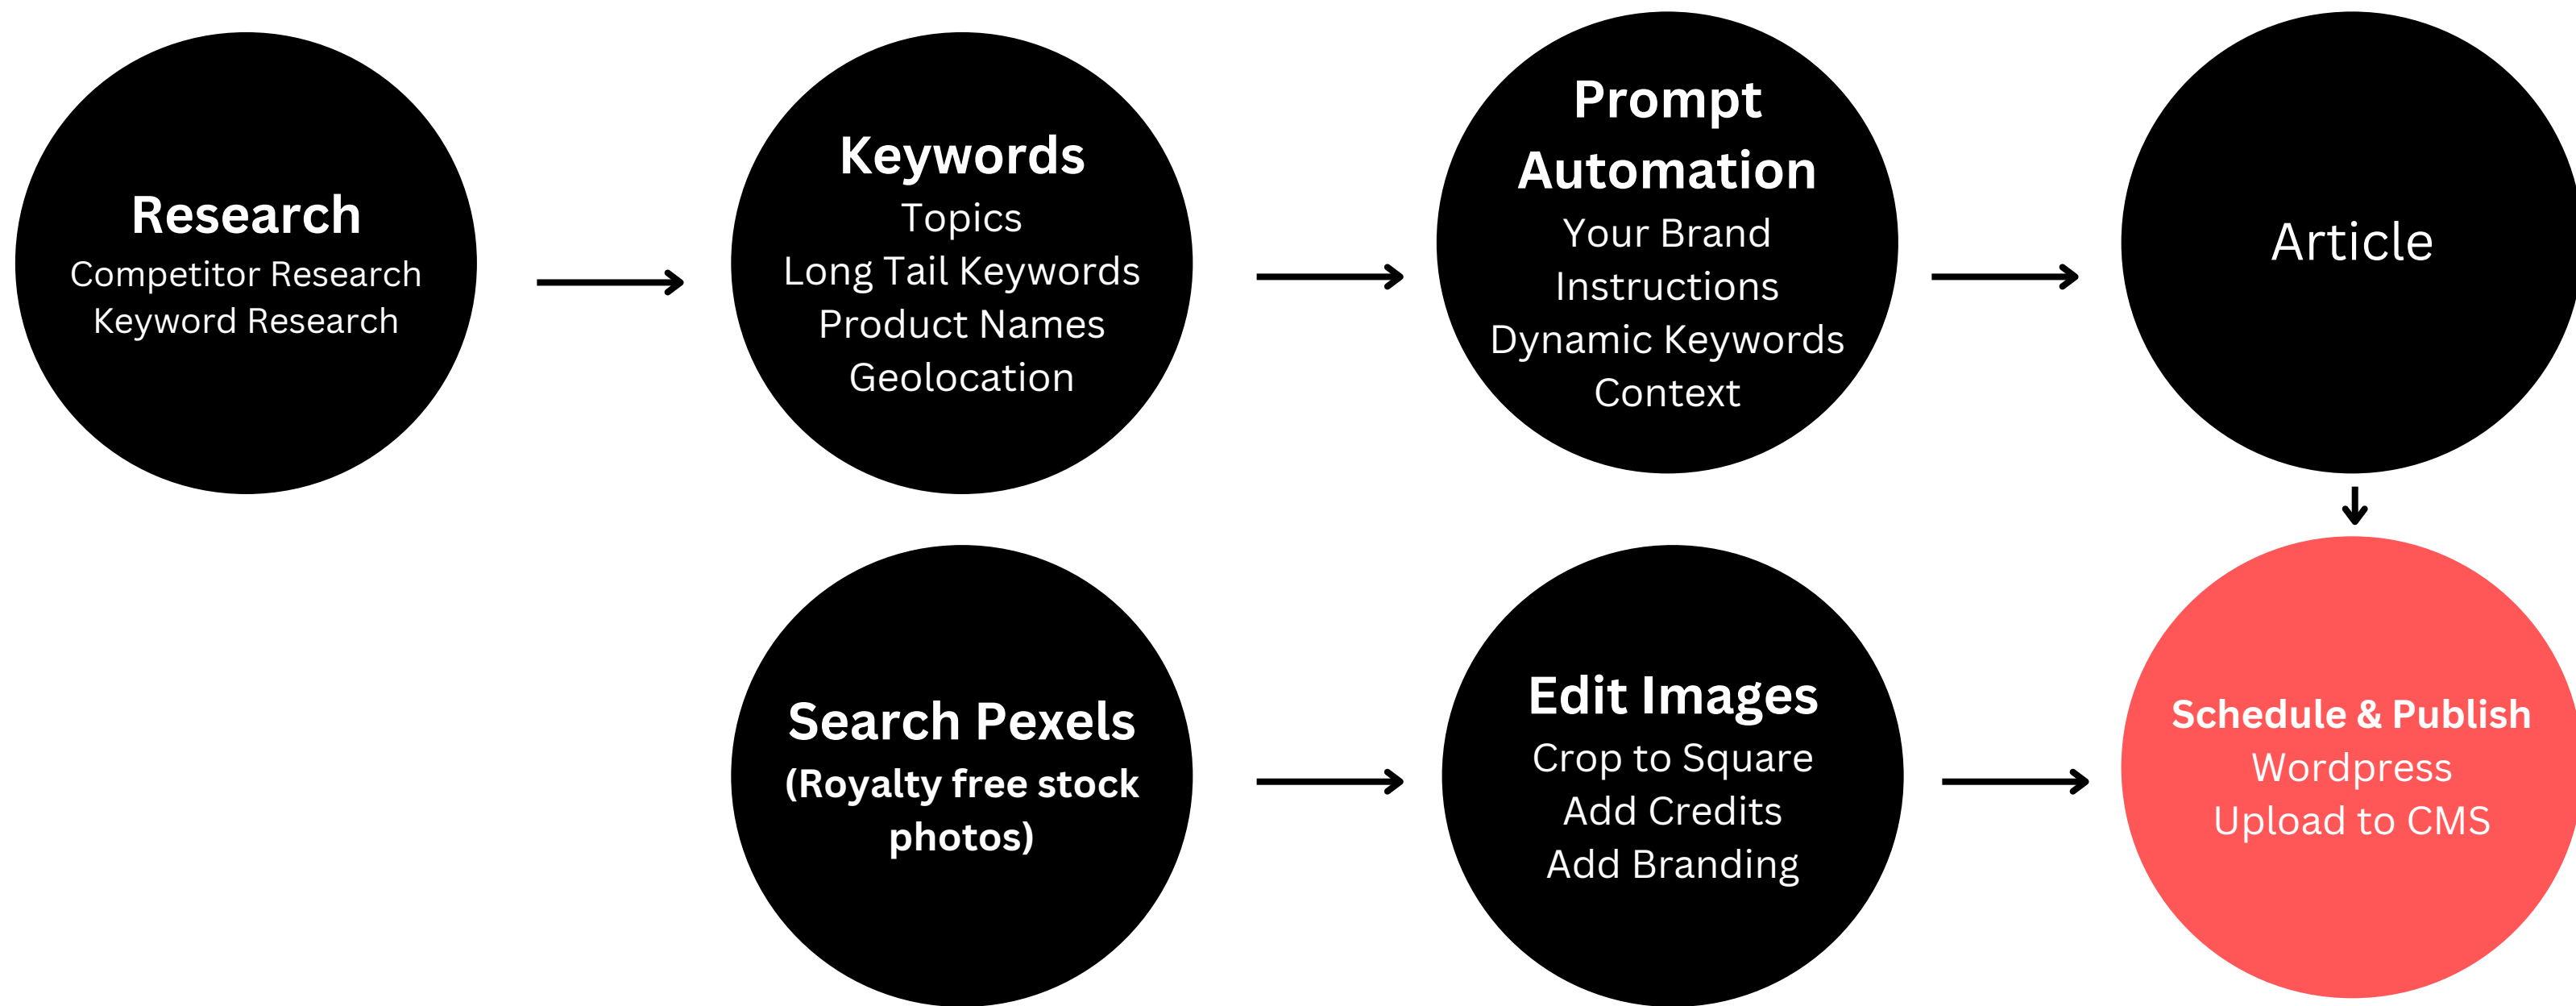 Research
Competitor Research
Keyword Research
Keywords
Topics
Long Tail Keywords
Product Names
Geolocation
Prompt
Automation
Your Brand
Instructions
Dynamic Keywords
Context
Article
Search Pexels
(Royalty free stock
photos)
Edit Images
Crop to Square
Add Credits
Add Branding
Schedule & Publish
Wordpress
Upload to CMS